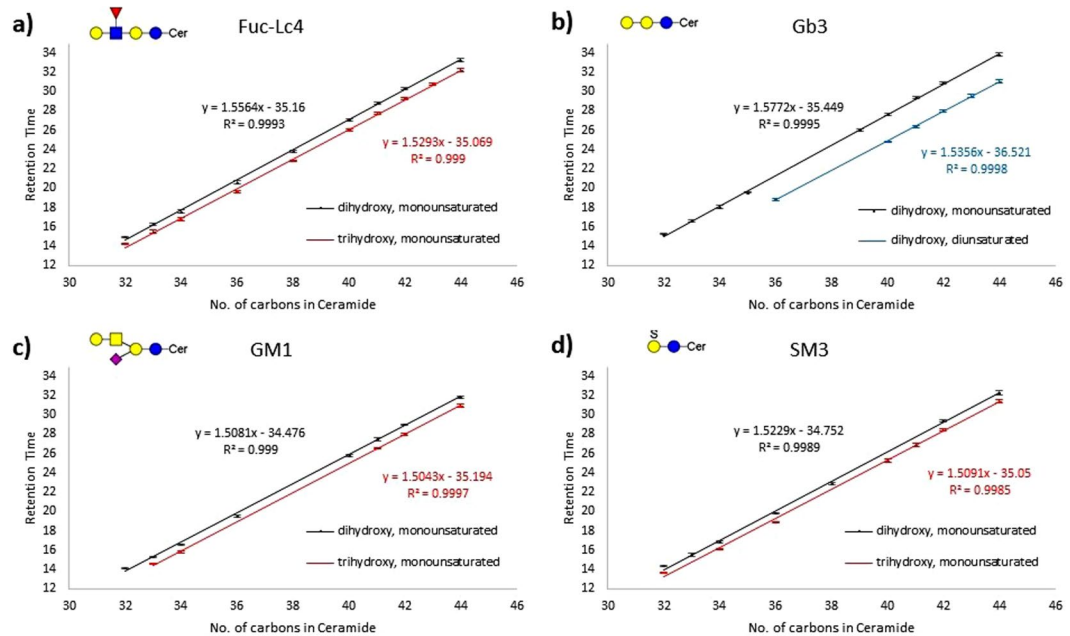 a)
Cer
Fuc-Lc4
Retention Time
34
32
30
28
26
24
22
20
18
16
14
12
y = 1.5564x - 35.16
R² = 0.9993
y = 1.5293x - 35.069
R² = 0.999
dihydroxy, monounsaturated
trihydroxy, monounsaturated
30 32 34 36 38 40 42 44 46
No. of carbons in Ceramide
b)
Cer
Gb3
Retention Time
34
32
30
28
26
24
22
20
18
16
14
12
y = 1.5772x - 35.449
R² = 0.9995
y = 1.5356x - 36.521
R² = 0.9998
dihydroxy, monounsaturated
dihydroxy, diunsaturated
30 32 34 36 38 40 42 44 46
No. of carbons in Ceramide
c)
Cer
GM1
Retention Time
34
32
30
28
26
24
22
20
18
16
14
12
y = 1.5081x - 34.476
R² = 0.999
y = 1.5043x - 35.194
R² = 0.9997
dihydroxy, monounsaturated
trihydroxy, monounsaturated
30 32 34 36 38 40 42 44 46
No. of carbons in Ceramide
d)
S
Cer
SM3
Retention Time
34
32
30
28
26
24
22
20
18
16
14
12
y = 1.5229x - 34.752
R² = 0.9989
y = 1.5091x - 35.05
R² = 0.9985
dihydroxy, monounsaturated
trihydroxy, monounsaturated
30 32 34 36 38 40 42 44 46
No. of carbons in Ceramide